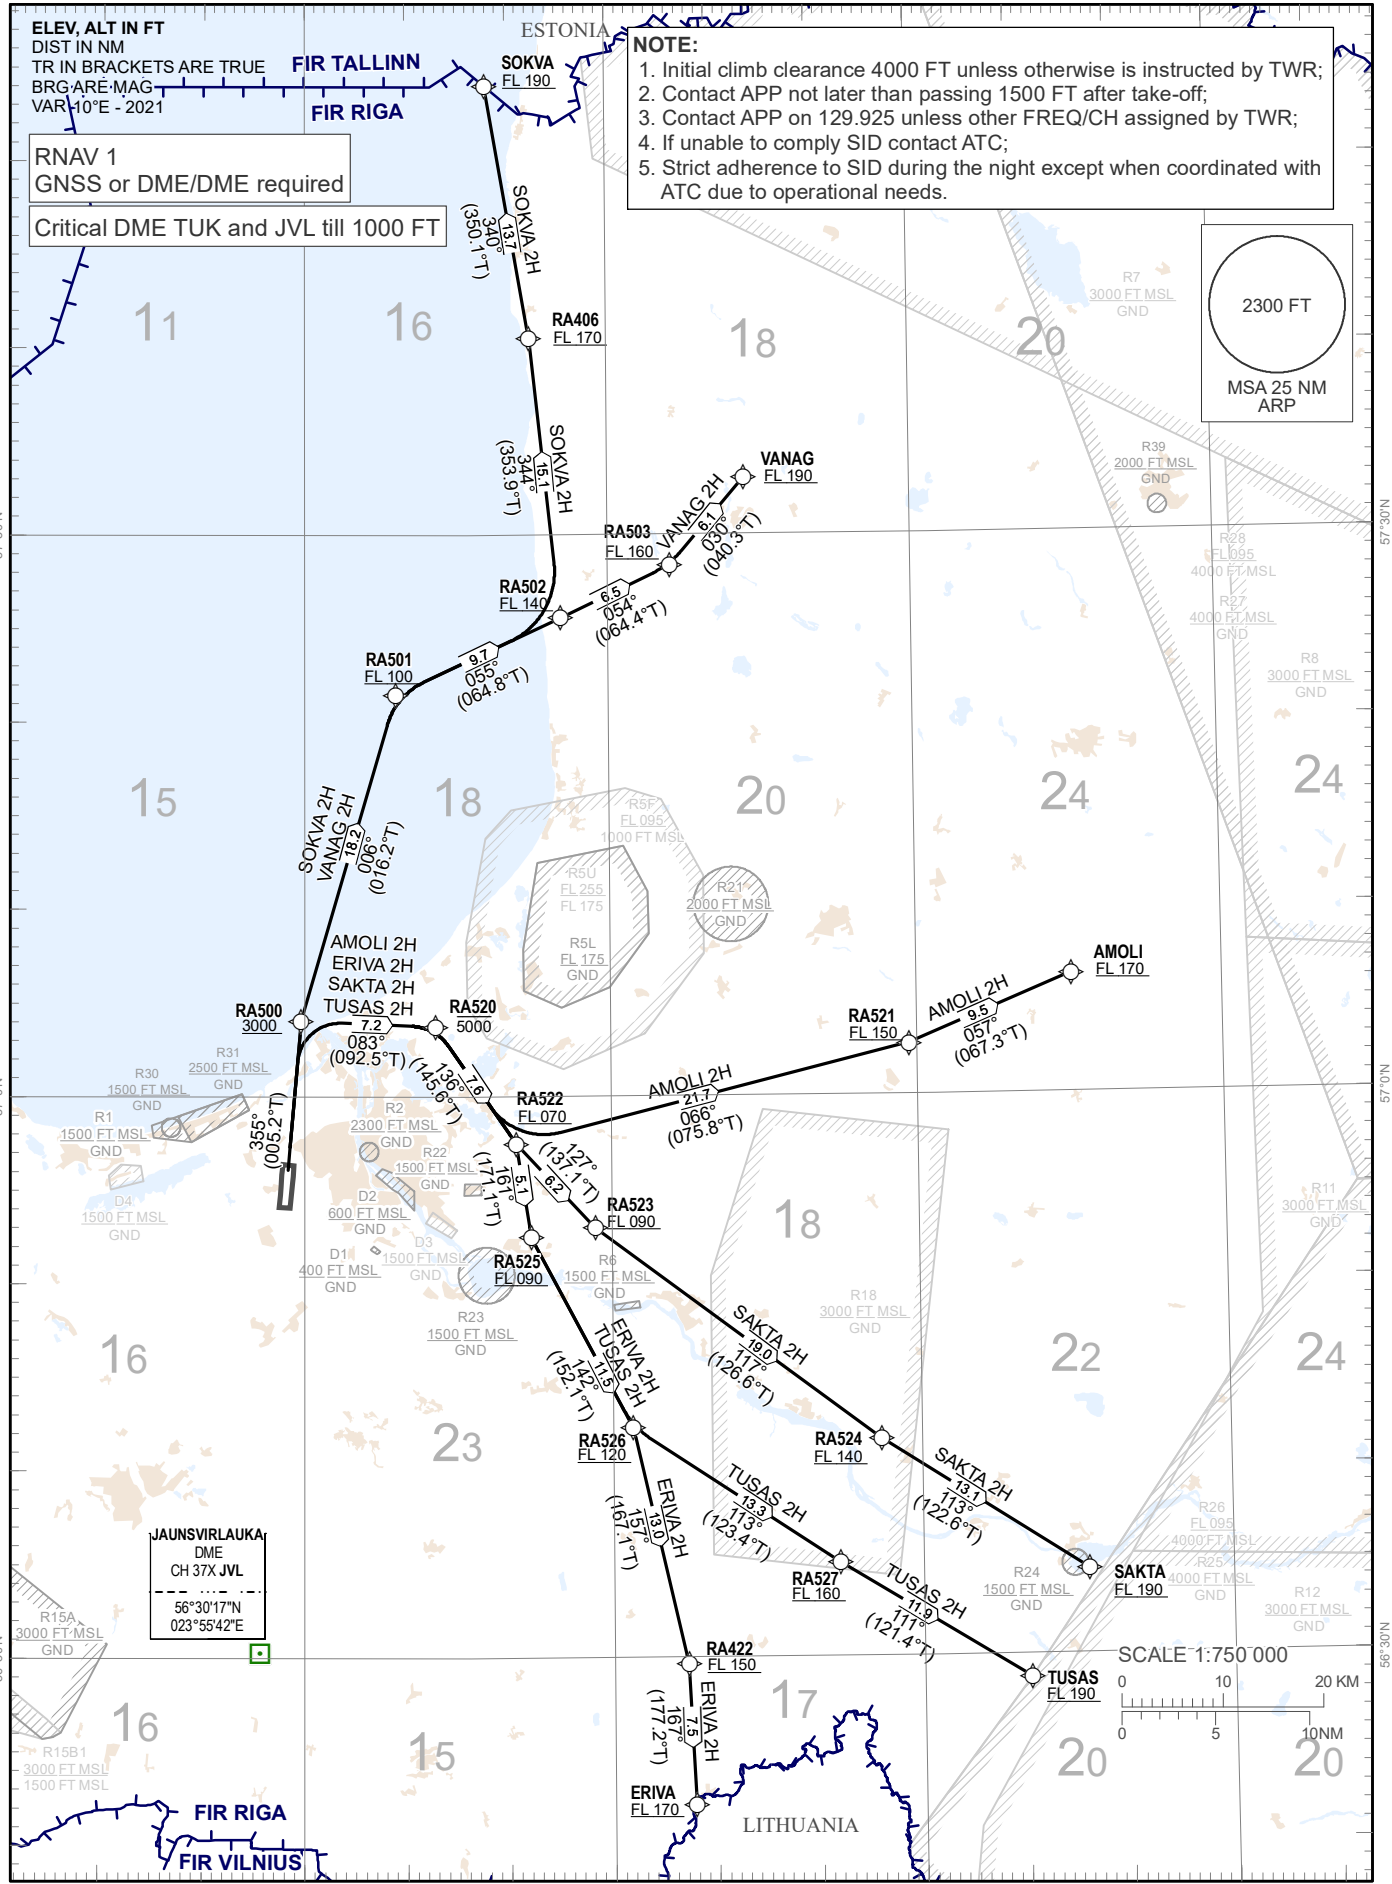 ELEV, ALT IN FT
DIST IN NM
TR IN BRACKETS ARE TRUE
BRG ARE MAG
VAR 10°E - 2021
FIR TALLINN
FIR RIGA
ESTONIA
SOKVA
FL 190
NOTE:
1. Initial climb clearance 4000 FT unless otherwise is instructed by TWR;
2. Contact APP not later than passing 1500 FT after take-off;
3. Contact APP on 129.925 unless other FREQ/CH assigned by TWR;
4. If unable to comply SID contact ATC;
5. Strict adherence to SID during the night except when coordinated with
ATC due to operational needs.
RNAV 1
GNSS or DME/DME required
Critical DME TUK and JVL till 1000 FT
2300 FT
MSA 25 NM
ARP
SOKVA 2H
13.7
340°
(350.1°T)
R7
3000 FT MSL
GND
11
16
18
20
RA406
FL 170
SOKVA 2H
15.1
344°
(353.9°T)
VANAG
FL 190
VANAG 2H
6.1
030°
(040.3°T)
R39
2000 FT MSL
GND
57°30'N
RA503
FL 160
6.5
054°
(064.4°T)
R28
FL 095
4000 FT MSL
R27
4000 FT MSL
GND
RA502
FL 140
9.7
055°
(064.8°T)
RA501
FL 100
R8
3000 FT MSL
GND
15
18
20
24
24
R5F
FL 095
1000 FT MSL
SOKVA 2H
VANAG 2H
18.2
006°
(016.2°T)
R5U
FL 255
FL 175
R21
2000 FT MSL
GND
R5L
FL 175
GND
AMOLI 2H
ERIVA 2H
SAKTA 2H
TUSAS 2H
7.2
083°
(092.5°T)
RA500
3000
RA520
5000
AMOLI
FL 170
AMOLI 2H
9.5
057°
(067.3°T)
RA521
FL 150
R31
2500 FT MSL
GND
R30
1500 FT MSL
GND
7.6
136°
(145.6°T)
AMOLI 2H
21.7
066°
(075.8°T)
57°0'N
R1
1500 FT MSL
GND
355°
(005.2°T)
R2
2300 FT MSL
GND
RA522
FL 070
R22
1500 FT MSL
GND
5.1
161°
(171.1°T)
127°
(137.1°T)
6.2
D4
1500 FT MSL
GND
D2
600 FT MSL
GND
RA523
FL 090
18
R11
3000 FT MSL
GND
D1
400 FT MSL
GND
D3
1500 FT MSL
GND
RA525
FL 090
R6
1500 FT MSL
GND
R23
1500 FT MSL
GND
R18
3000 FT MSL
GND
16
22
24
ERIVA 2H
TUSAS 2H
11.5
142°
(152.1°T)
SAKTA 2H
19.0
117°
(126.6°T)
23
RA526
FL 120
RA524
FL 140
SAKTA 2H
13.1
113°
(122.6°T)
ERIVA 2H
13.0
157°
(167.1°T)
TUSAS 2H
13.3
113°
(123.4°T)
R26
FL 095
4000 FT MSL
R25
4000 FT MSL
GND
JAUNSVIRLAUKA
DME
CH 37X JVL
56°30'17"N
023°55'42"E
RA527
FL 160
TUSAS 2H
11.9
111°
(121.4°T)
R24
1500 FT MSL
GND
SAKTA
FL 190
R12
3000 FT MSL
GND
R15A
3000 FT MSL
GND
RA422
FL 150
TUSAS
FL 190
56°30'N
SCALE 1:750 000
0 10 20 KM
0 5 10NM
16
15
17
20
20
ERIVA 2H
7.5
167°
(177.2°T)
R15B1
3000 FT MSL
1500 FT MSL
ERIVA
FL 170
FIR RIGA
FIR VILNIUS
LITHUANIA